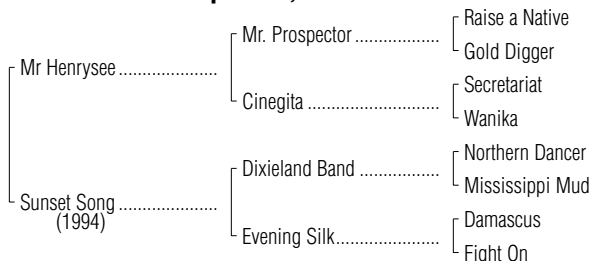 Raise a Native
Mr. Prospector
Gold Digger
Mr Henrysee
Secretariat
Cinegita
Wanika
Northern Dancer
Dixieland Band
Mississippi Mud
Sunset Song
(1994)
Damascus
Evening Silk
Fight On